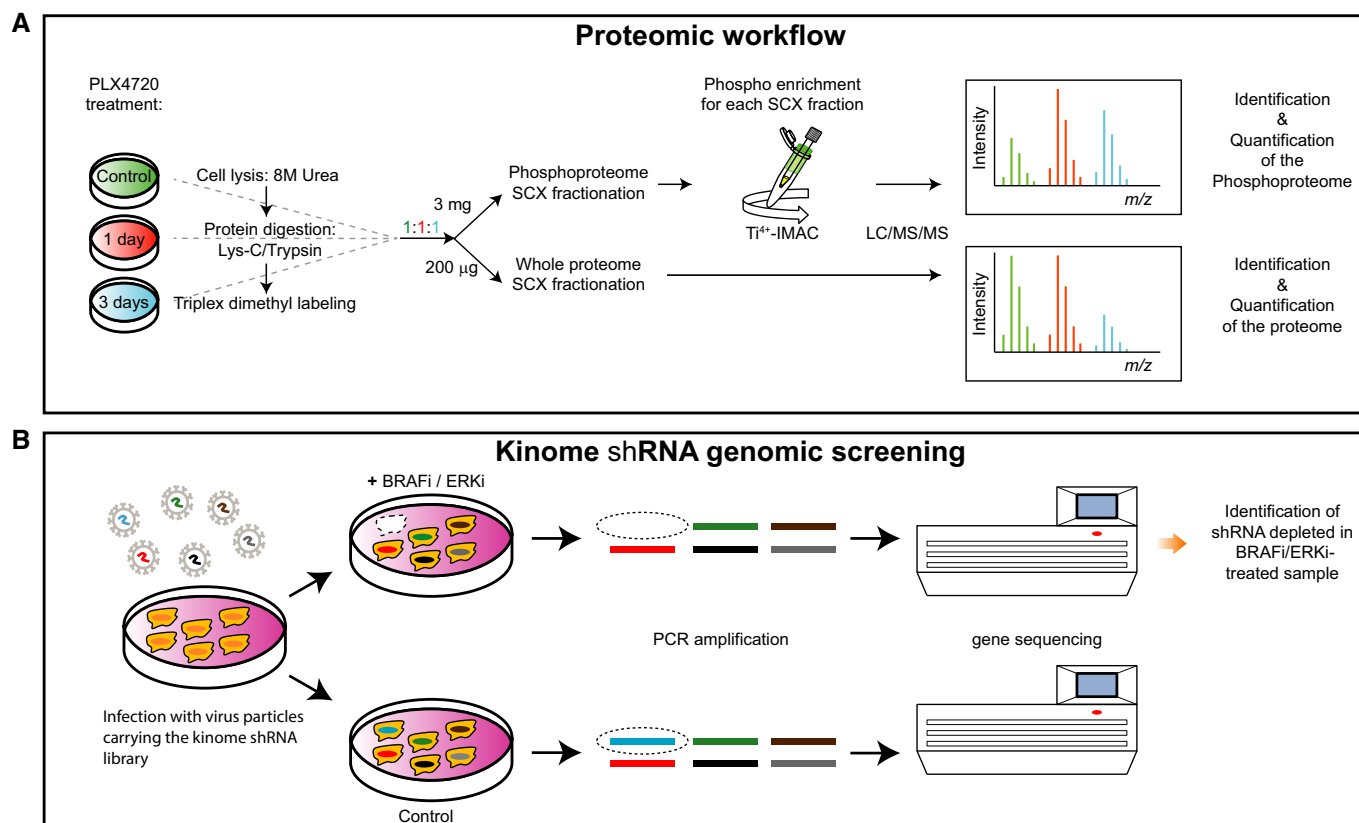 A
Proteomic workflow
PLX4720
treatment:
Control
1 day
3 days
Cell lysis: 8M Urea
Protein digestion:
Lys-C/Trypsin
Triplex dimethyl labeling
1:1:1
3 mg
200 µg
Phosphoproteome
SCX fractionation
Whole proteome
SCX fractionation
Phospho enrichment
for each SCX fraction
Ti⁴⁺-IMAC
LC/MS/MS
Intensity
m/z
Identification
&
Quantification
of the
Phosphoproteome
Intensity
m/z
Identification
&
Quantification
of the proteome
B
Kinome shRNA genomic screening
+ BRAFi / ERKi
Infection with virus particles
carrying the kinome shRNA
library
Control
PCR amplification
gene sequencing
Identification of
shRNA depleted in
BRAFi/ERKi-
treated sample